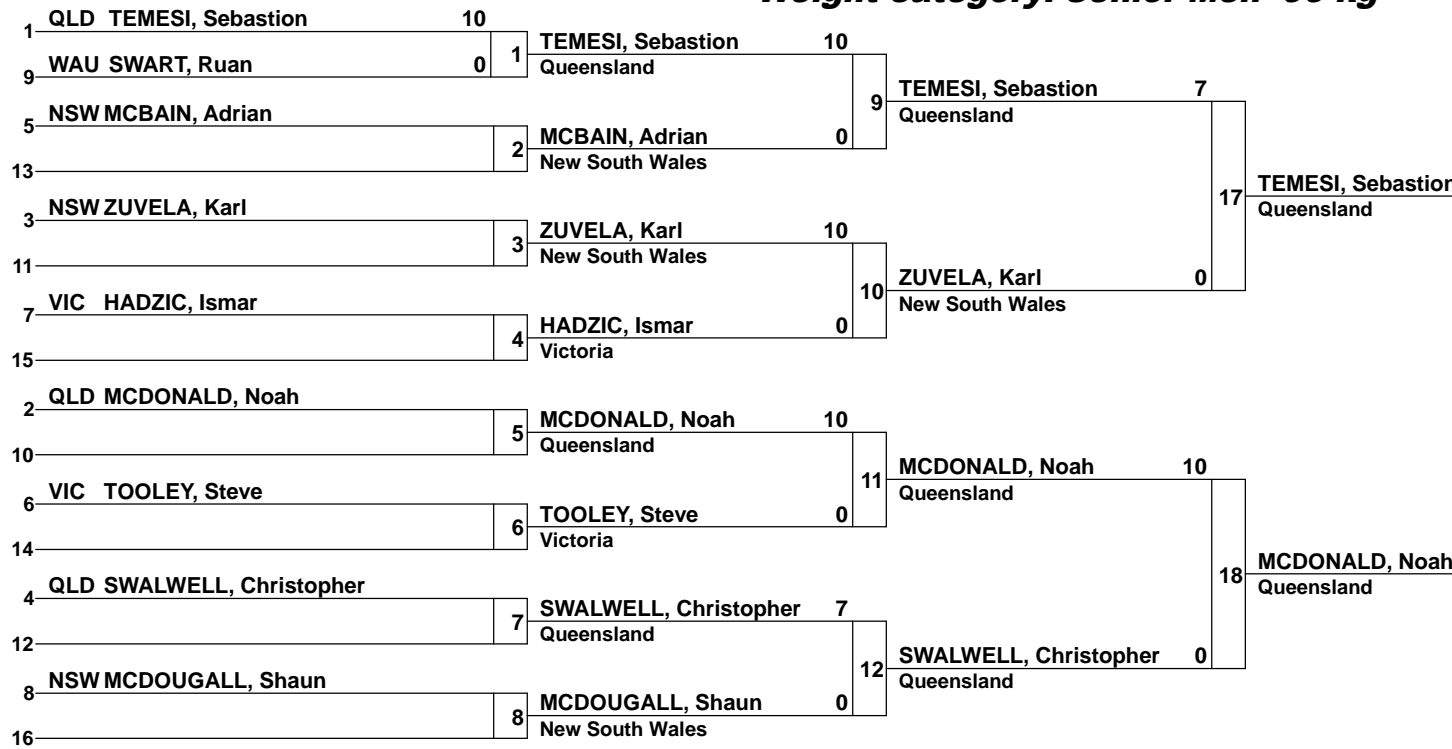 Weight category: Senior men kg
1 QLD TEMESI, Sebastion 10
9 WAU SWART, Ruan 0
5 NSW MCBAIN, Adrian
13
3 NSW ZUVELA, Karl
11
7 VIC HADZIC, Ismar
15
2 QLD MCDONALD, Noah
10
6 VIC TOOLEY, Steve
14
4 QLD SWALWELL, Christopher
12
8 NSW MCDOUGALL, Shaun
16
1 TEMESI, Sebastion 10
Queensland
2 MCBAIN, Adrian 0
New South Wales
3 ZUVELA, Karl 10
New South Wales
4 HADZIC, Ismar 0
Victoria
5 MCDONALD, Noah 10
Queensland
6 TOOLEY, Steve 0
Victoria
7 SWALWELL, Christopher 7
Queensland
8 MCDOUGALL, Shaun 0
New South Wales
9 TEMESI, Sebastion 7
Queensland
10 ZUVELA, Karl 0
New South Wales
11 MCDONALD, Noah 10
Queensland
12 SWALWELL, Christopher 0
Queensland
17 TEMESI, Sebastion
Queensland
18 MCDONALD, Noah
Queensland